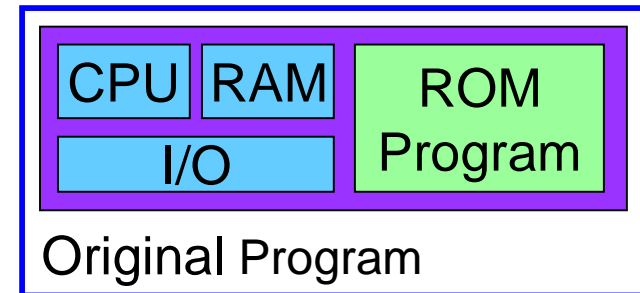 CPU RAM
I/O
ROM
Program
Original Program